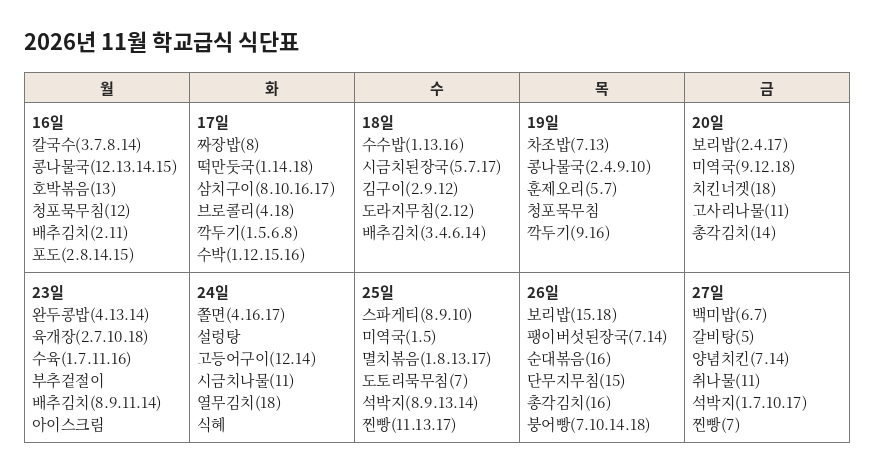 2026년 11월 학교급식 식단표
월 화 수 목 금
16일
칼국수(3.7.8.14)
콩나물국(12.13.14.15)
호박볶음(13)
청포묵무침(12)
배추김치(2.11)
포도(2.8.14.15)
17일
짜장밥(8)
떡만둣국(1.14.18)
삼치구이(8.10.16.17)
브로콜리(4.18)
깍두기(1.5.6.8)
수박(1.12.15.16)
18일
수수밥(1.13.16)
시금치된장국(5.7.17)
김구이(2.9.12)
도라지무침(2.12)
배추김치(3.4.6.14)
19일
차조밥(7.13)
콩나물국(2.4.9.10)
훈제오리(5.7)
청포묵무침
깍두기(9.16)
20일
보리밥(2.4.17)
미역국(9.12.18)
치킨너겟(18)
고사리나물(11)
총각김치(14)
23일
완두콩밥(4.13.14)
육개장(2.7.10.18)
수육(1.7.11.16)
부추겉절이
배추김치(8.9.11.14)
아이스크림
24일
쫄면(4.16.17)
설렁탕
고등어구이(12.14)
시금치나물(11)
열무김치(18)
식혜
25일
스파게티(8.9.10)
미역국(1.5)
멸치볶음(1.8.13.17)
도토리묵무침(7)
석박지(8.9.13.14)
찐빵(11.13.17)
26일
보리밥(15.18)
팽이버섯된장국(7.14)
순대볶음(16)
단무지무침(15)
총각김치(16)
붕어빵(7.10.14.18)
27일
백미밥(6.7)
갈비탕(5)
양념치킨(7.14)
취나물(11)
석박지(1.7.10.17)
찐빵(7)